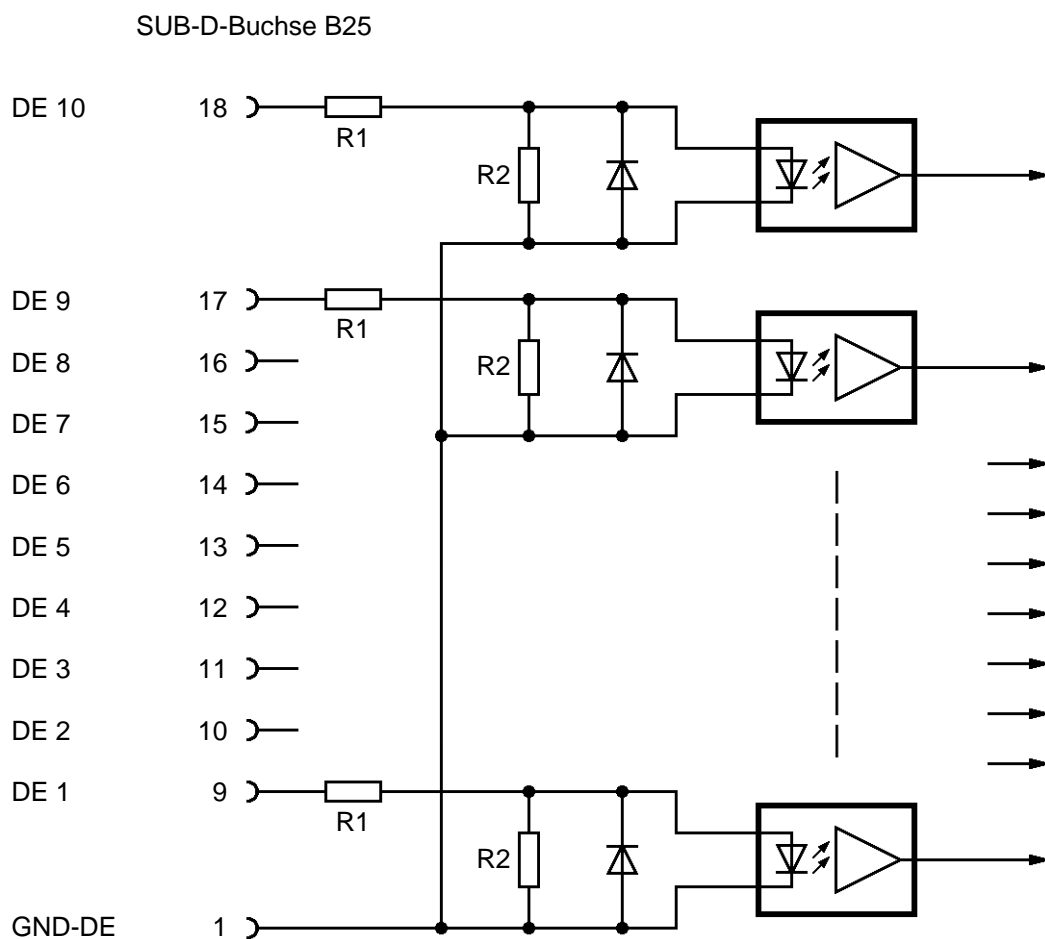 SUB-D-Buchse B25
DE 10 18
R1
R2
DE 9 17
R1
R2
DE 8 16
DE 7 15
DE 6 14
DE 5 13
DE 4 12
DE 3 11
DE 2 10
DE 1 9
R1
R2
GND-DE 1